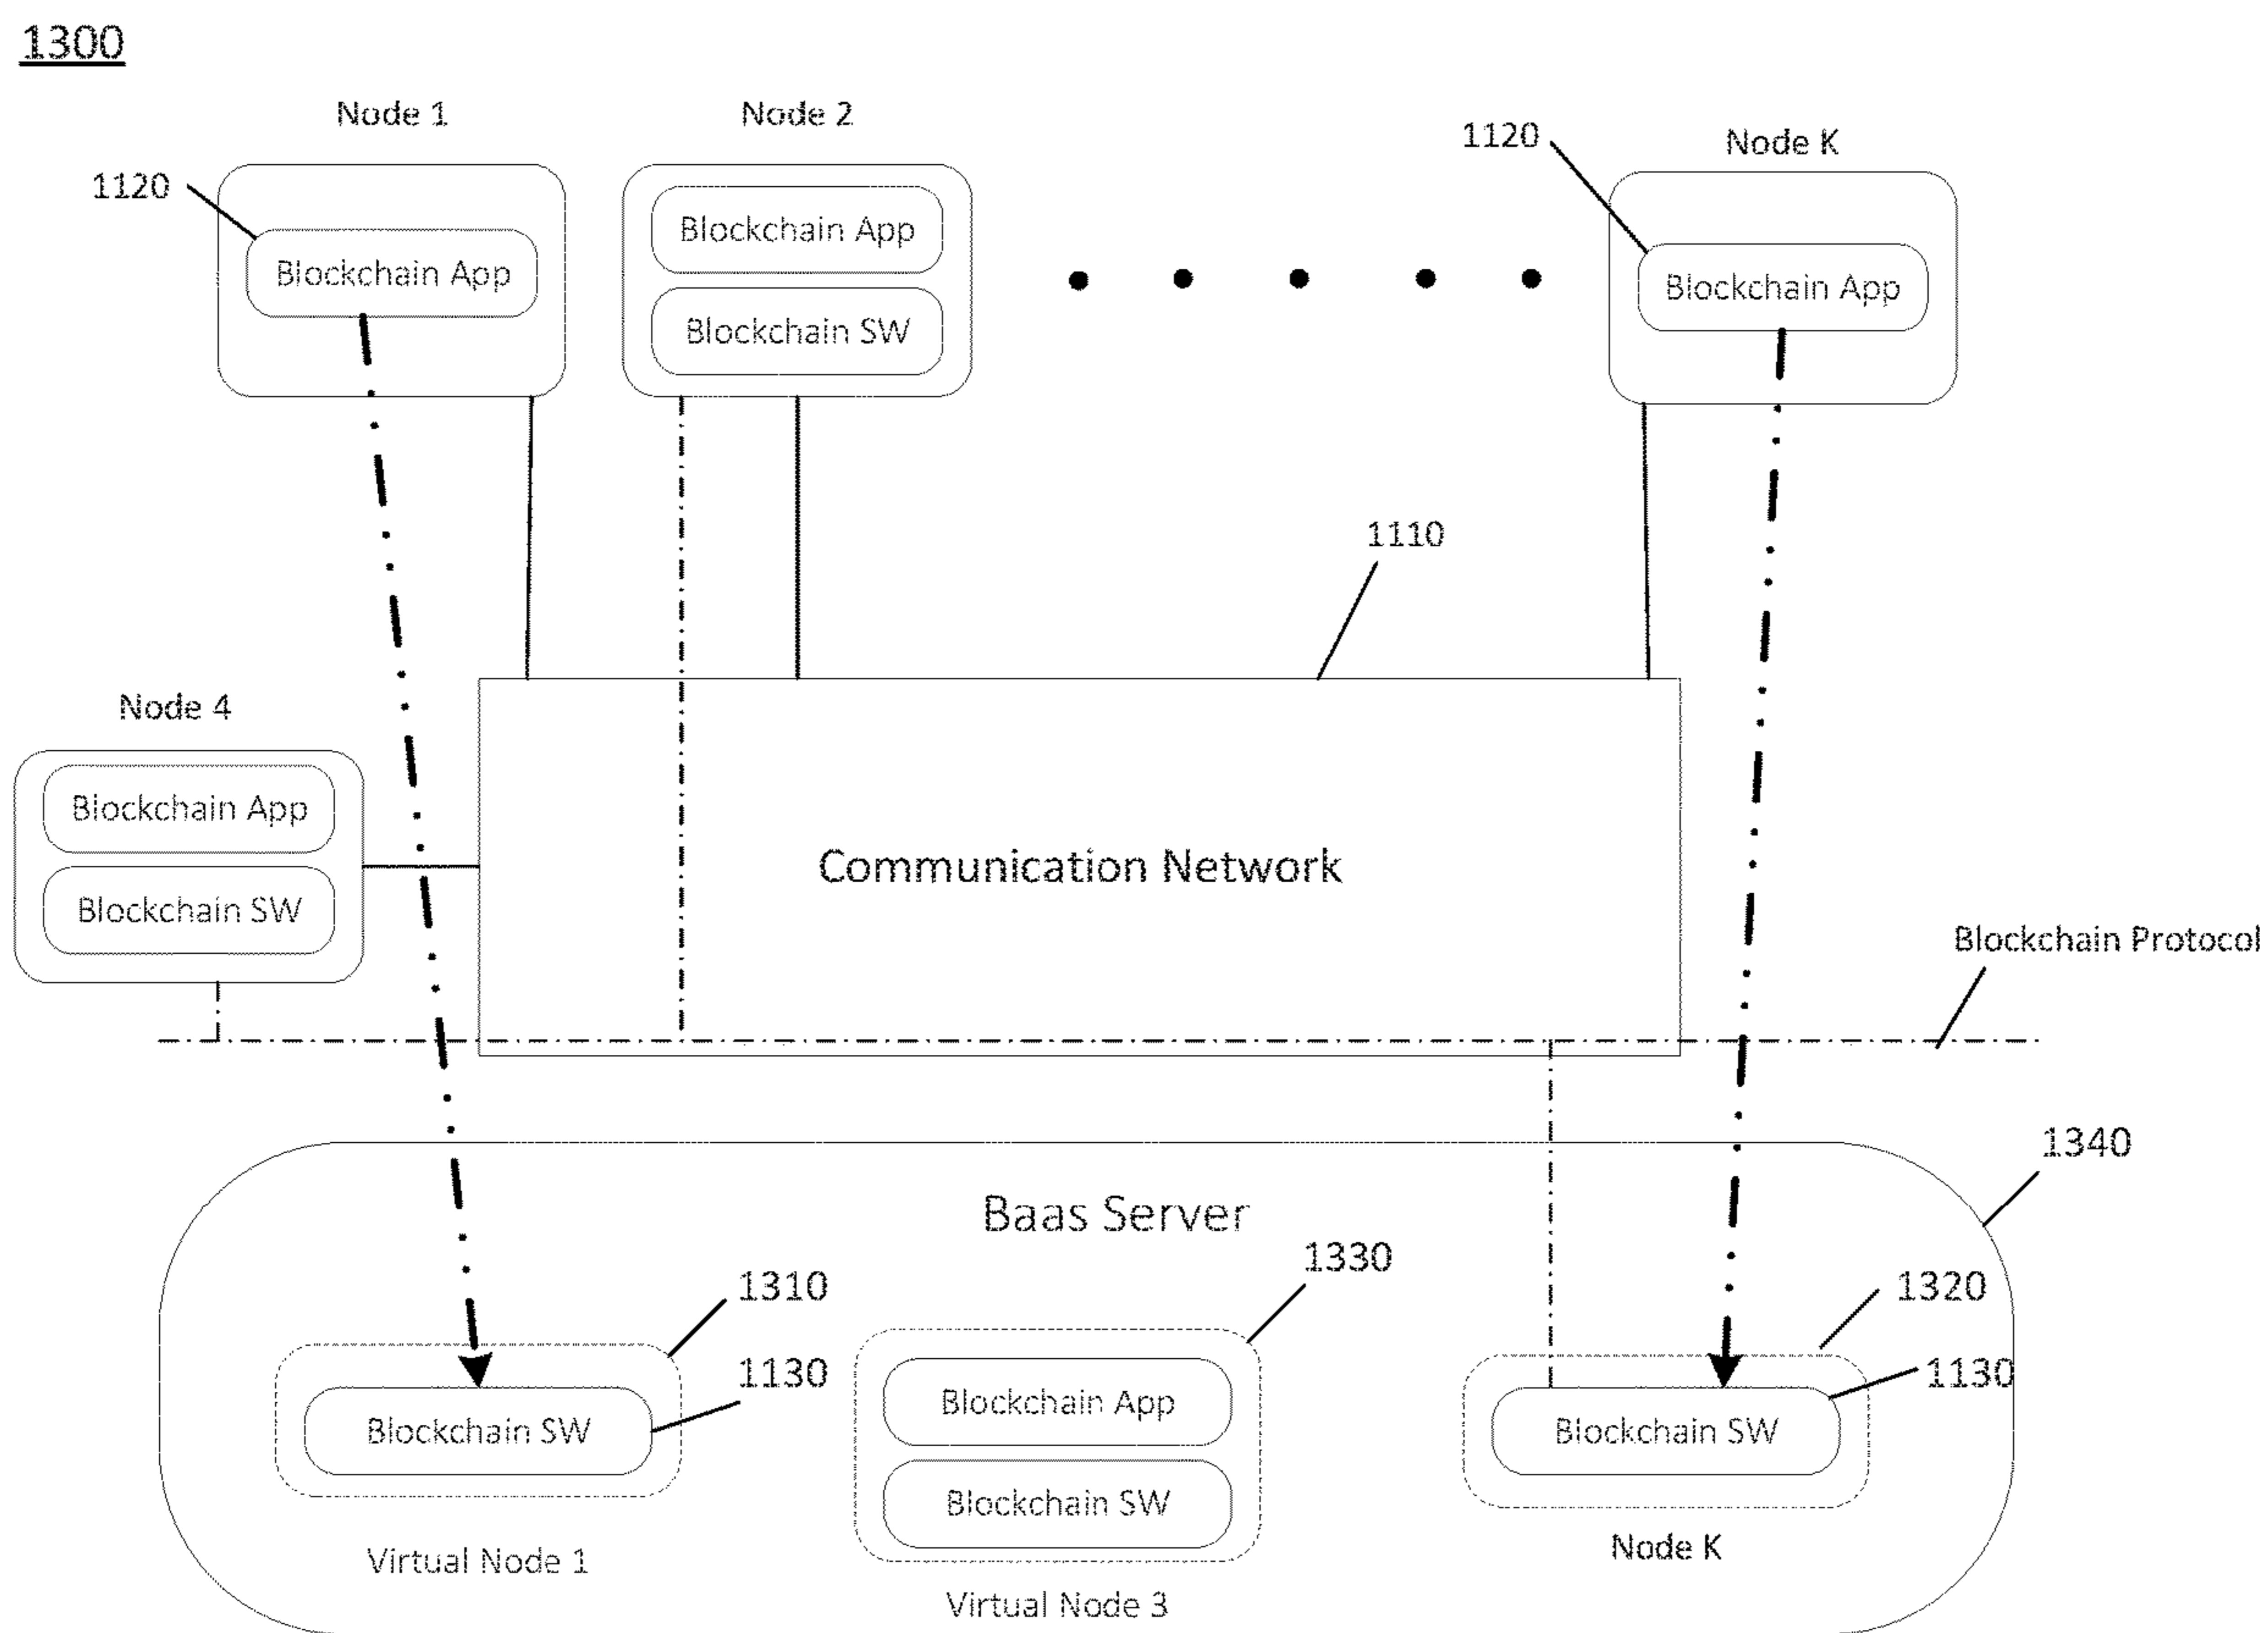 1300
Node 1
Node 2
1120
Node K
1120
Blockchain App
Blockchain App
Blockchain App
Blockchain SW
1110
Node 4
Blockchain App
Communication Network
Blockchain SW
Blockchain Protocol
1340
Baas Server
1330
1310
1320
1130
1130
Blockchain App
Blockchain SW
Blockchain SW
Blockchain SW
Node K
Virtual Node 1
Virtual Node 3